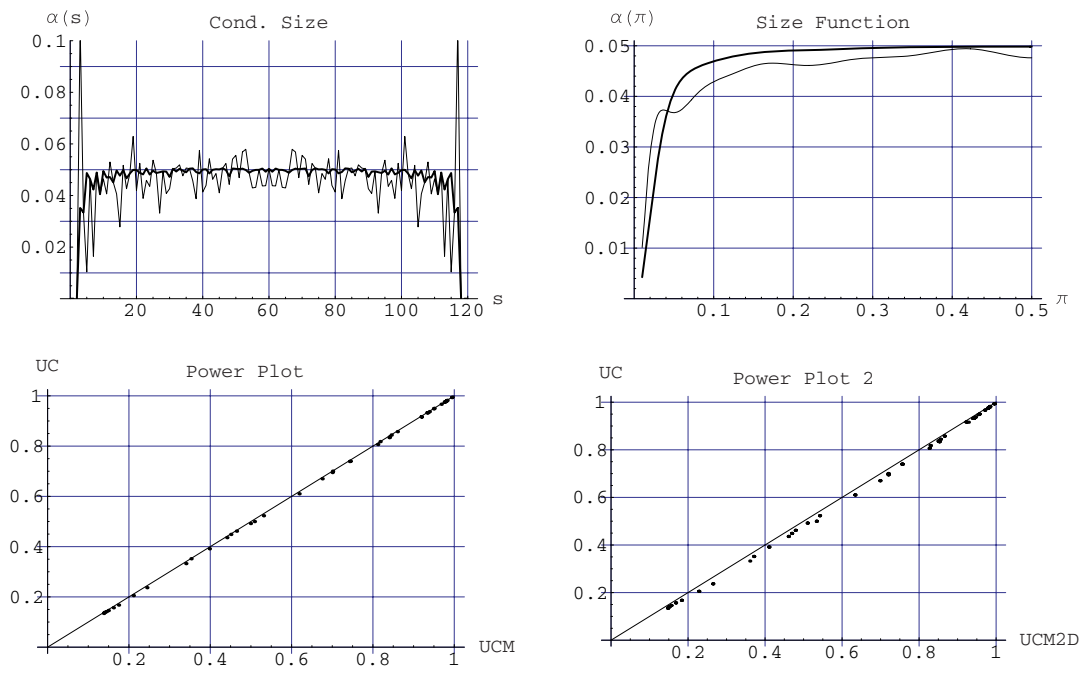 α(s)
Cond. Size
0.1
0.08
0.06
0.04
0.02
20 40 60 80 100 120 s
α(π)
Size Function
0.05
0.04
0.03
0.02
0.01
0.1 0.2 0.3 0.4 0.5 π
UC
Power Plot
1
0.8
0.6
0.4
0.2
0.2 0.4 0.6 0.8 1 UCM
UC
Power Plot 2
1
0.8
0.6
0.4
0.2
0.2 0.4 0.6 0.8 1 UCM2D